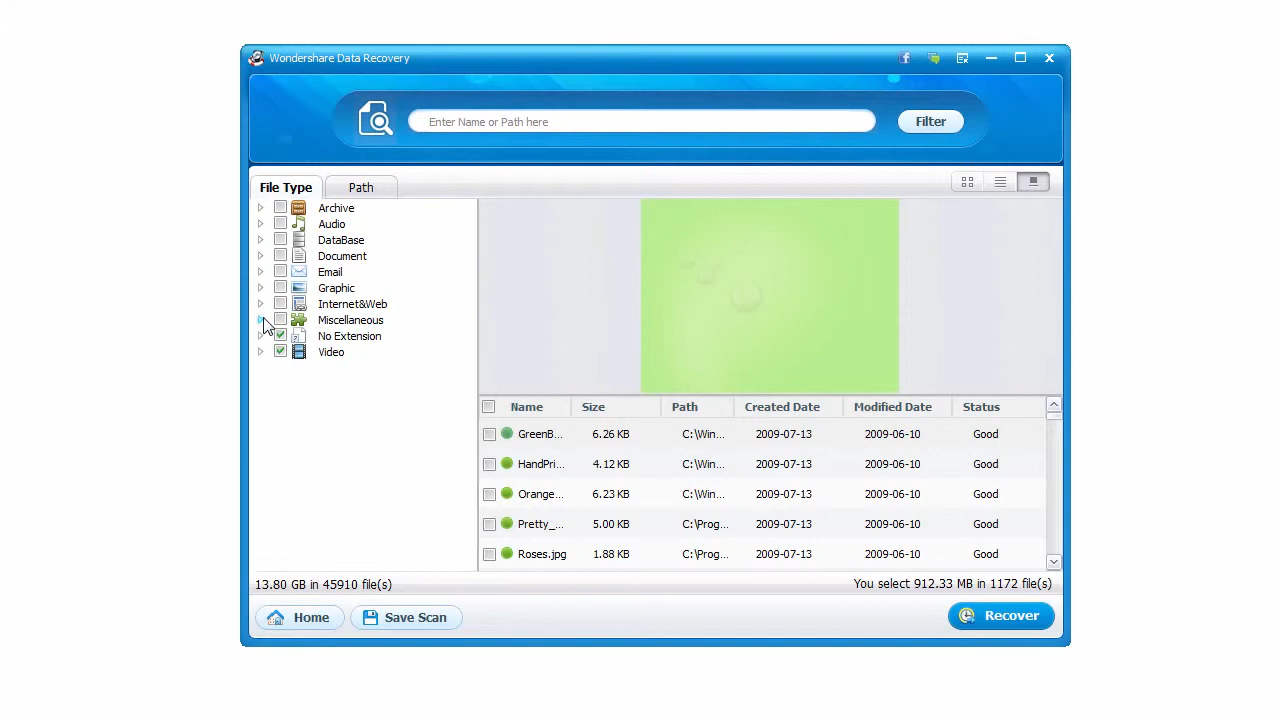 Wondershare Data Recovery
Enter Name or Path here
Filter
File Type Path
Archive
Audio
DataBase
Document
Email
Graphic
Internet&Web
Miscellaneous
No Extension
Video
Name Size Path Created Date Modified Date Status
GreenB... 6.26 KB C:\Win... 2009-07-13 2009-06-10 Good
HandPri... 4.12 KB C:\Win... 2009-07-13 2009-06-10 Good
Orange... 6.23 KB C:\Win... 2009-07-13 2009-06-10 Good
Pretty_... 5.00 KB C:\Prog... 2009-07-13 2009-06-10 Good
Roses.jpg 1.88 KB C:\Prog... 2009-07-13 2009-06-10 Good
13.80 GB in 45910 file(s) You select 912.33 MB in 1172 file(s)
Home Save Scan Recover